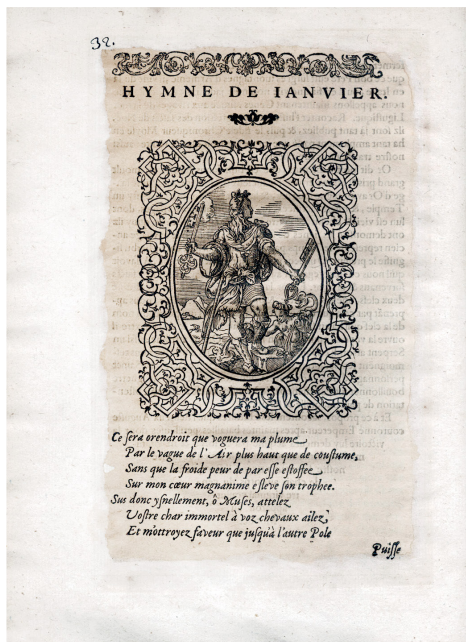 32.
HYMNE DE IANVIER.
Ce sera orendroit que voguera ma plume
Par le vague de l'Air plus haut que de coustume,
Sans que la froide peur de paresse estoffee
Sur mon cœur magnanime esleve son trophee.
Sus donc ysnellement, ô Muses, attelez
Vostre char immortel à voz chevaux ailez,
Et m'ottroyez faveur que jusqu'à l'autre Pole
Puisse